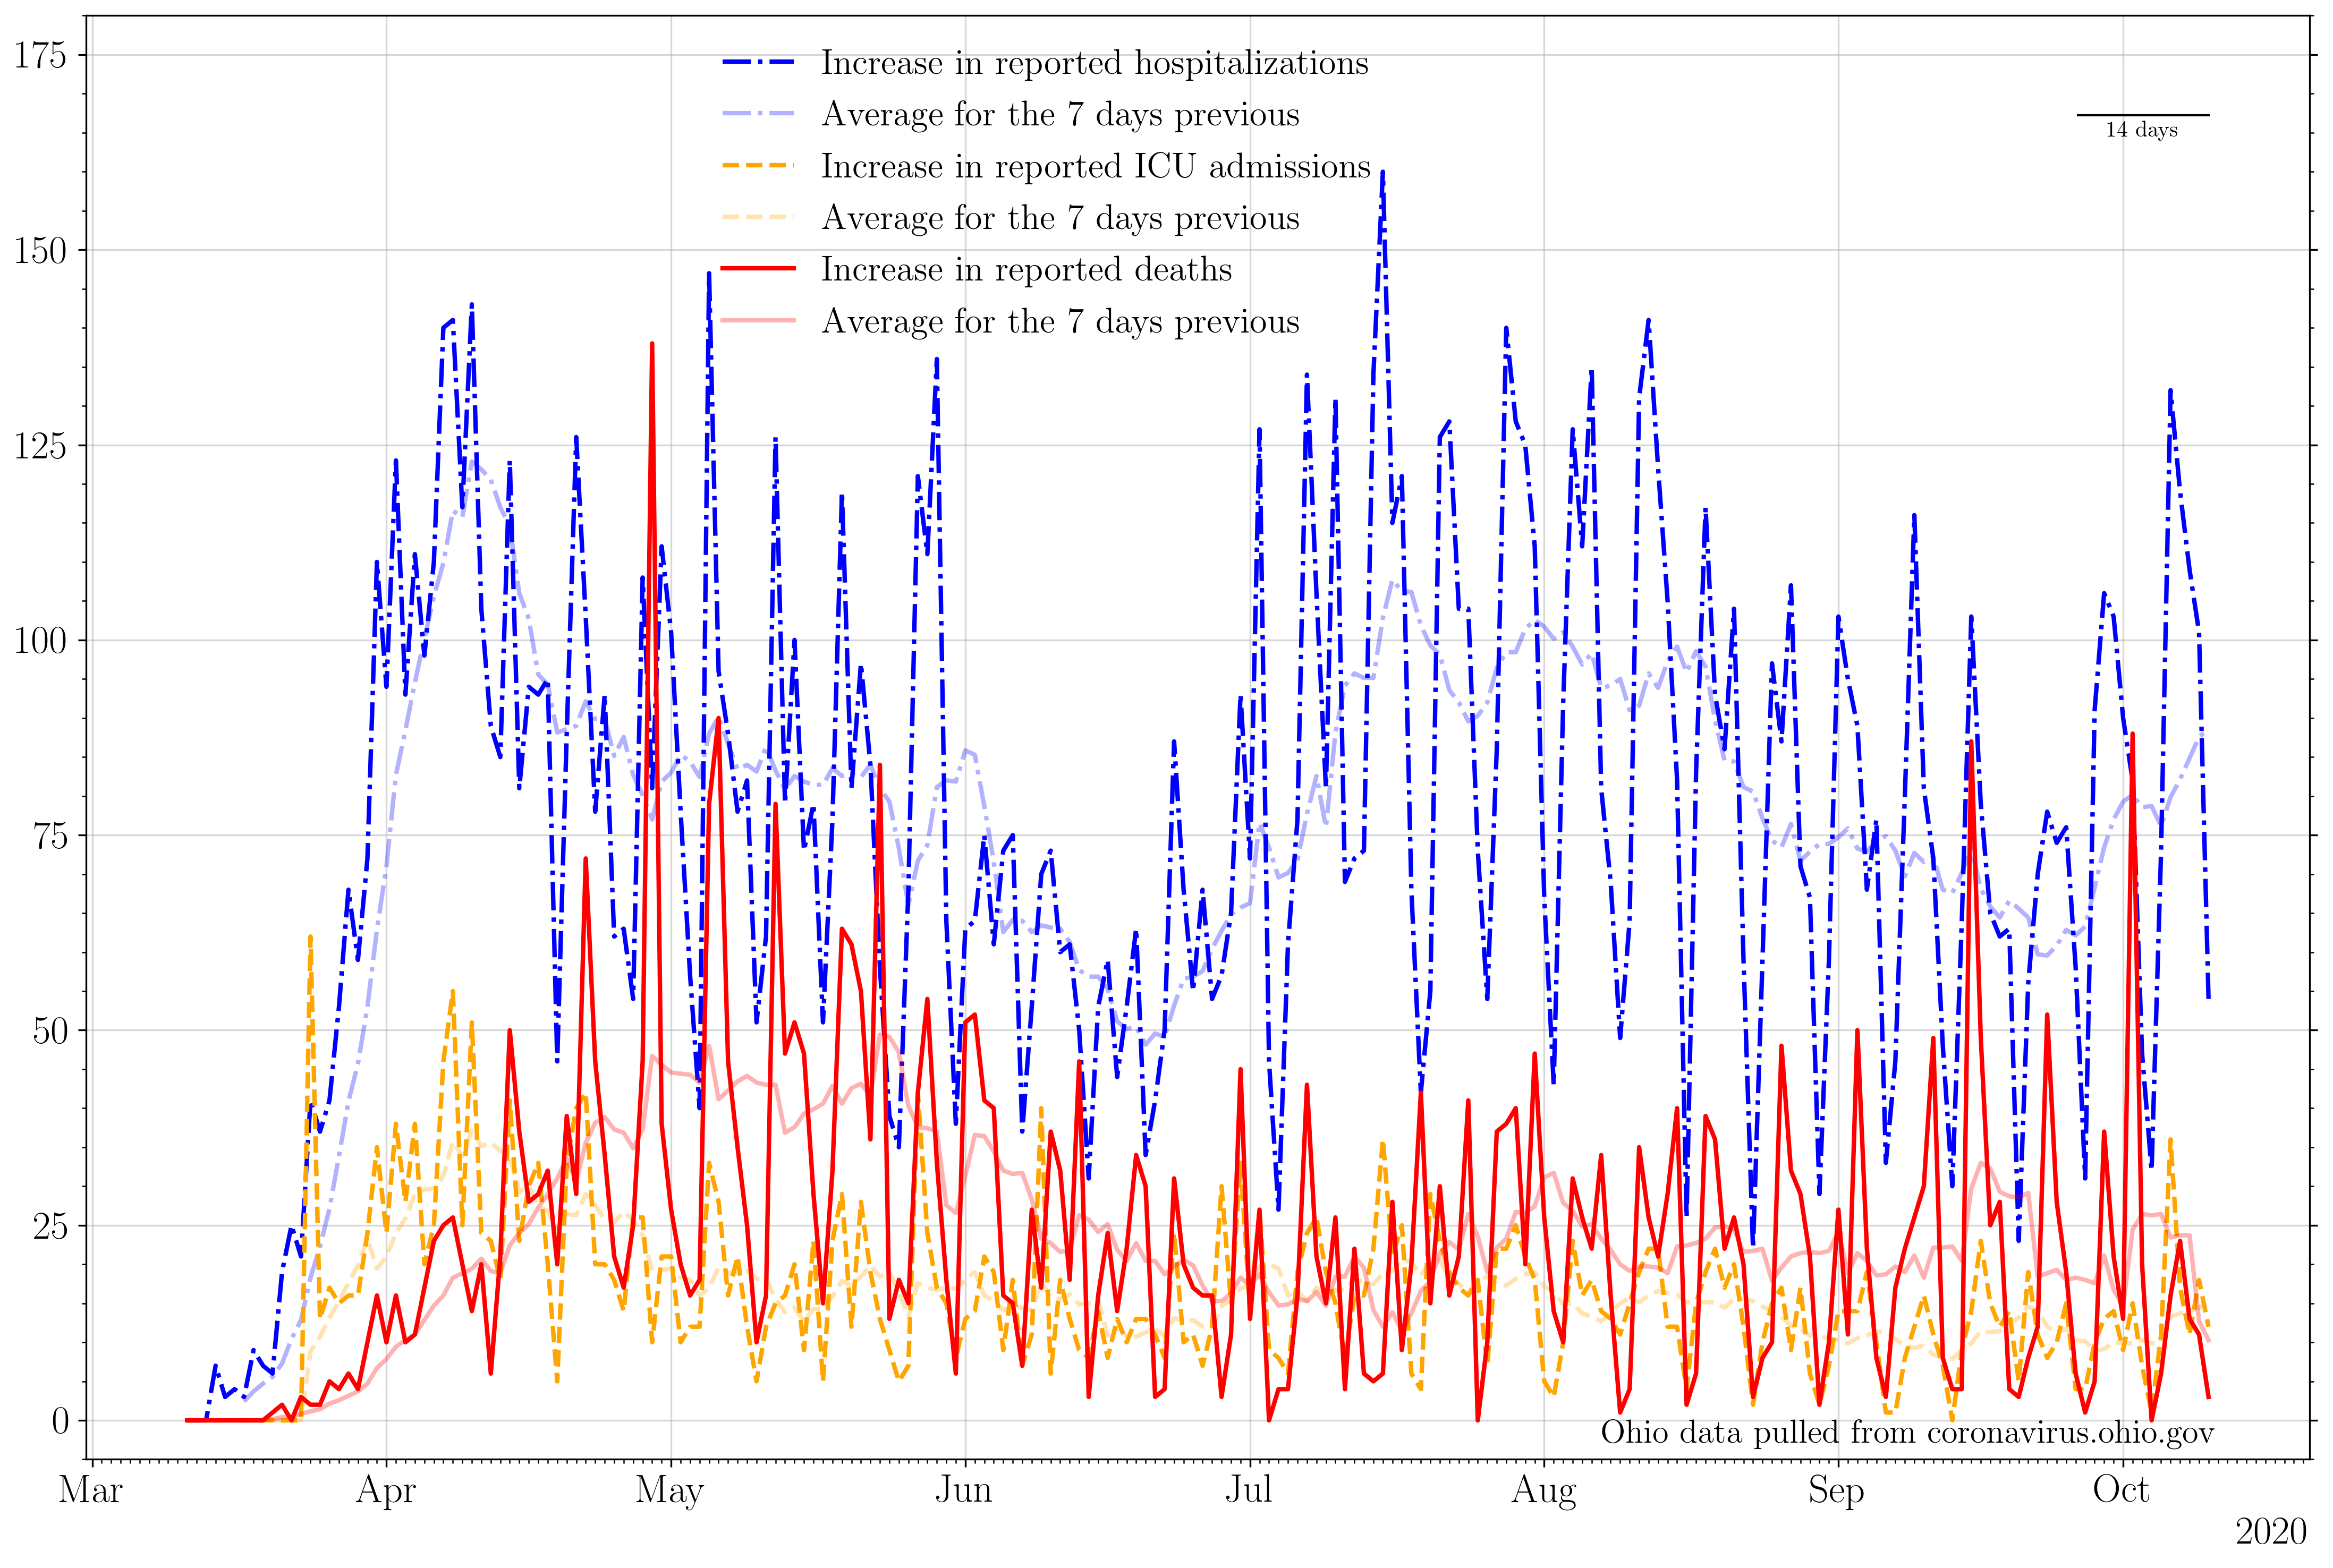 175
150
125
100
75
50
25
0
Increase in reported hospitalizations
Average for the 7 days previous
Increase in reported ICU admissions
Average for the 7 days previous
Increase in reported deaths
Average for the 7 days previous
14 days
Ohio data pulled from coronavirus.ohio.gov
Mar Apr May Jun Jul Aug Sep Oct
2020